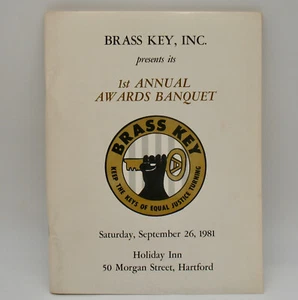 BRASS KEY, INC.
presents its
1st ANNUAL
AWARDS BANQUET
BRASS KEY
KEEP THE KEYS OF EQUAL JUSTICE TURNING
Saturday, September 26, 1981
Holiday Inn
50 Morgan Street, Hartford